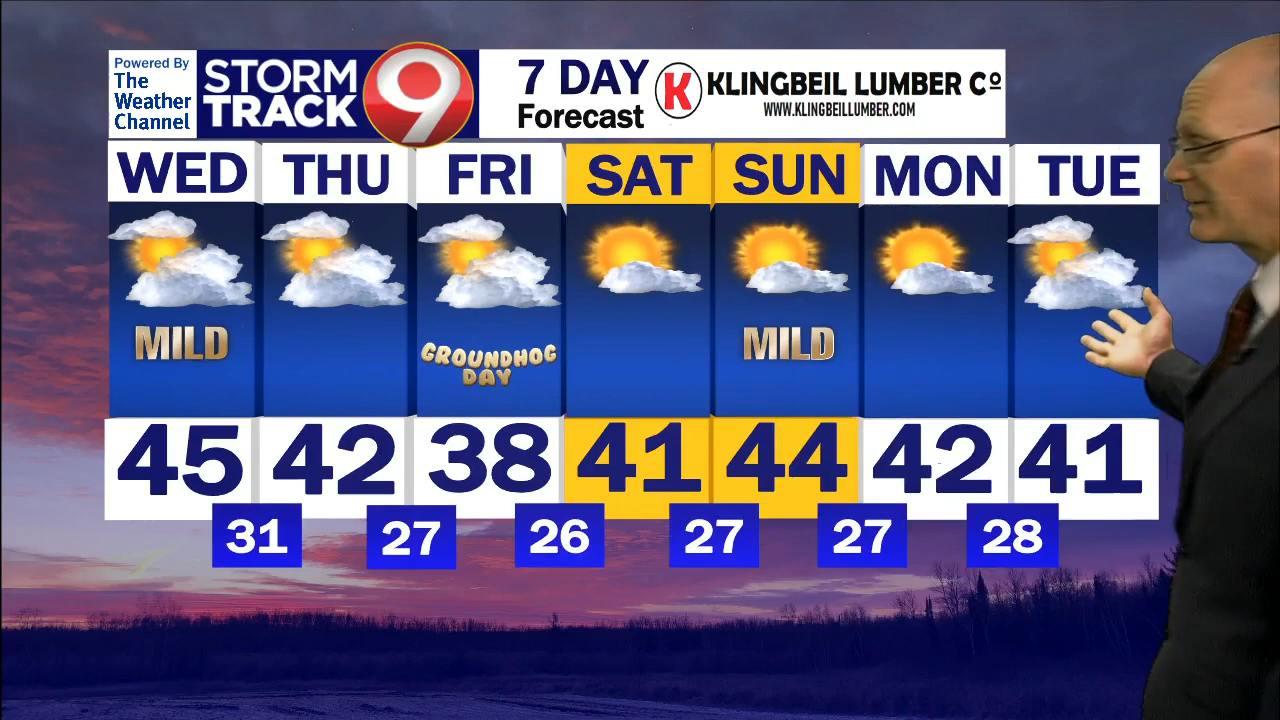 Powered By
The
Weather
Channel
STORM
TRACK
9
7 DAY
Forecast
K
KLINGBEIL LUMBER Cº
WWW.KLINGBEILLUMBER.COM
WED THU FRI SAT SUN MON TUE
MILD
GROUNDHOG
DAY
MILD
45 42 38 41 44 42 41
31 27 26 27 27 28